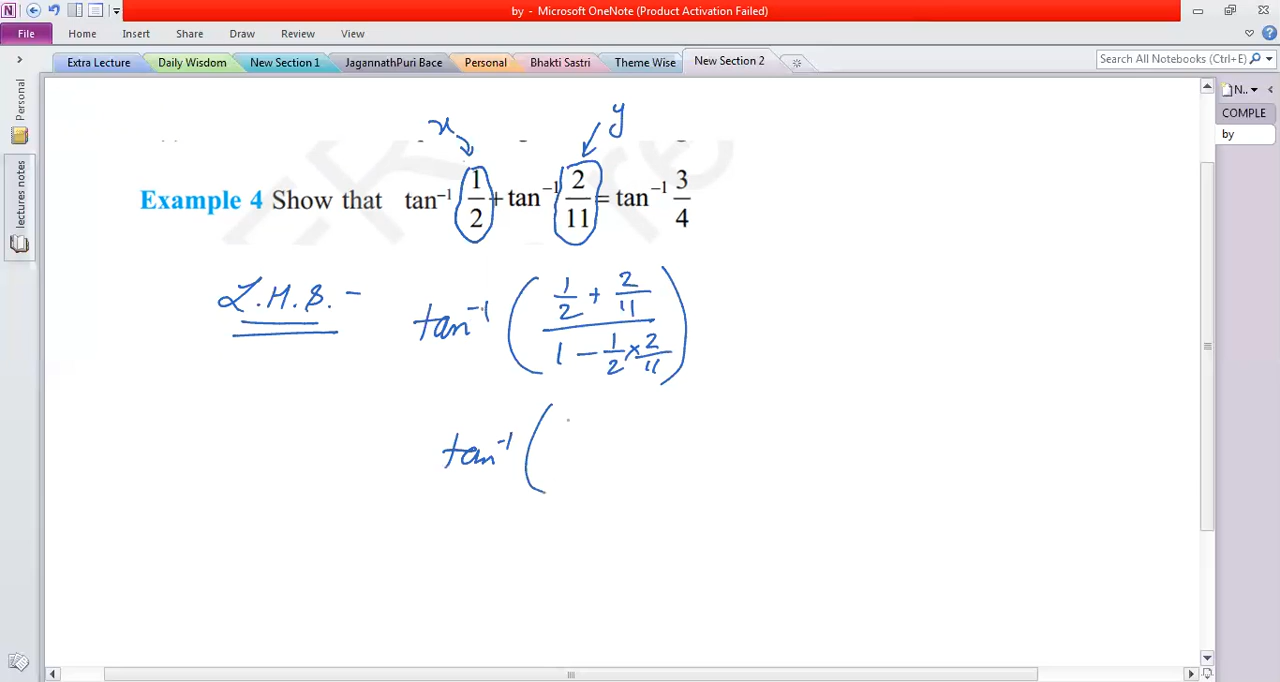 by - Microsoft OneNote (Product Activation Failed)
File Home Insert Share Draw Review View
Extra Lecture Daily Wisdom New Section 1 JagannathPuri Bace Personal Bhakti Sastri Theme Wise New Section 2
Search All Notebooks (Ctrl+E)
Personal
lectures notes
N..
COMPLE
by
x y
Example 4 Show that tan⁻¹ 1/2 + tan⁻¹ 2/11 = tan⁻¹ 3/4
L.H.S. - tan⁻¹ ( (1/2 + 2/11) / (1 - 1/2 × 2/11) )
tan⁻¹ (